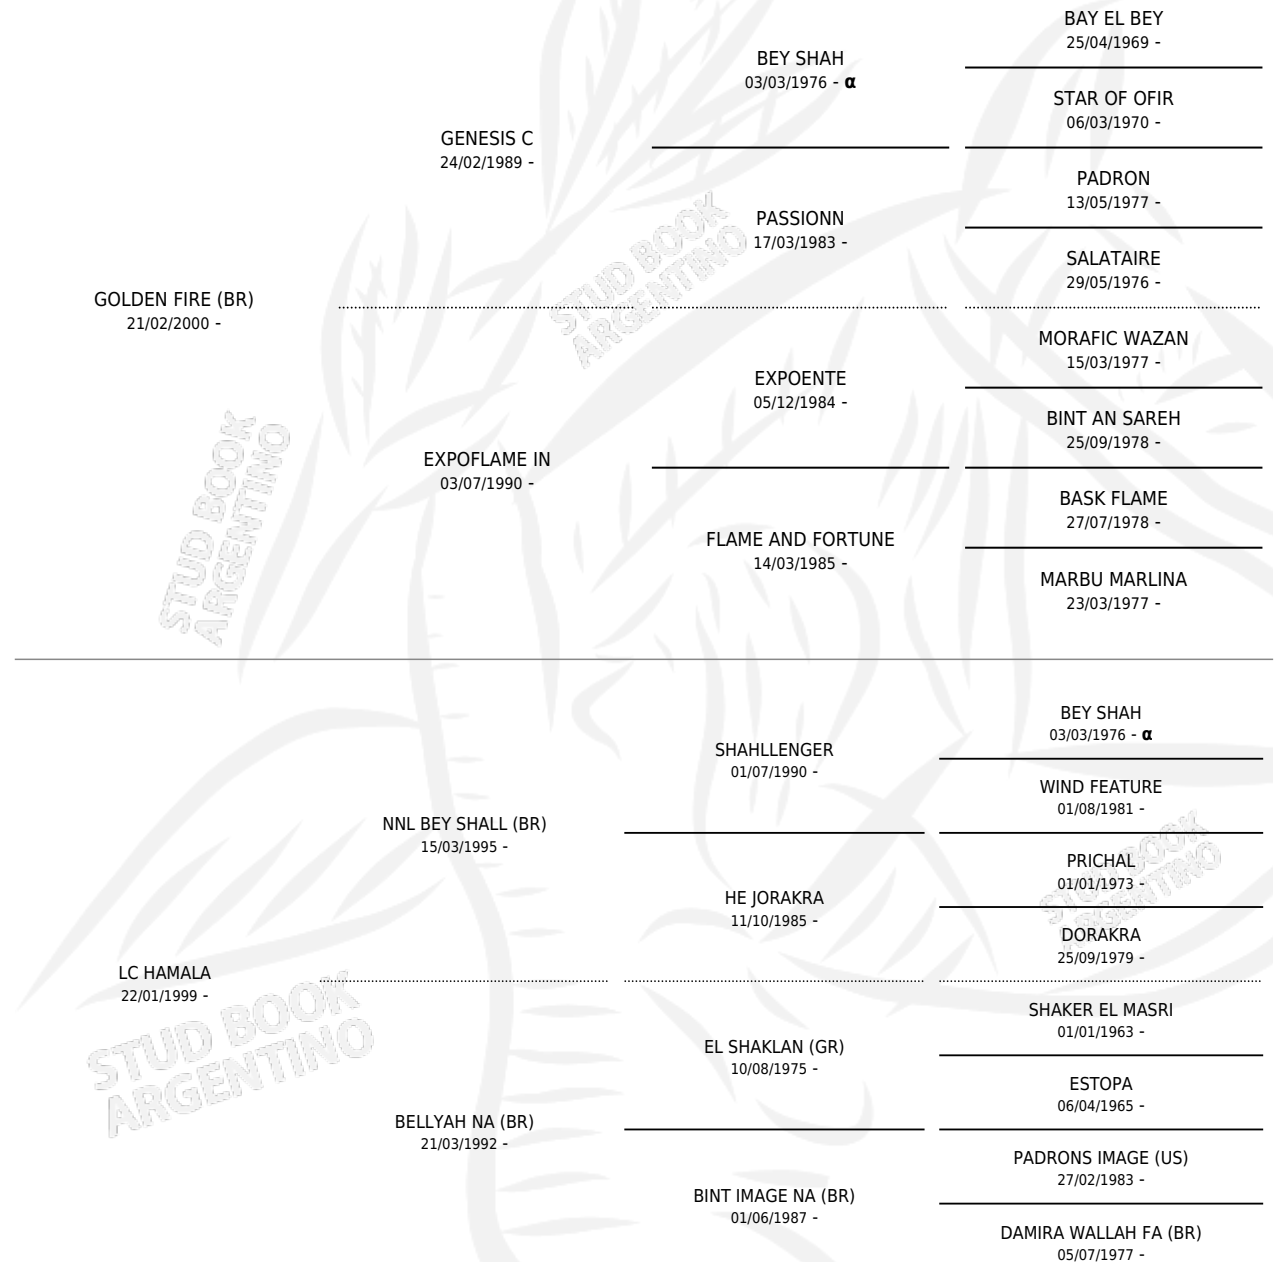 BAY EL BEY
25/04/1969 -
BEY SHAH
03/03/1976 - α
STAR OF OFIR
06/03/1970 -
GENESIS C
24/02/1989 -
PADRON
13/05/1977 -
PASSIONN
17/03/1983 -
SALATAIRE
29/05/1976 -
GOLDEN FIRE (BR)
21/02/2000 -
MORAFIC WAZAN
15/03/1977 -
EXPOENTE
05/12/1984 -
BINT AN SAREH
25/09/1978 -
EXPOFLAME IN
03/07/1990 -
BASK FLAME
27/07/1978 -
FLAME AND FORTUNE
14/03/1985 -
MARBU MARLINA
23/03/1977 -
BEY SHAH
03/03/1976 - α
SHAHLLENGER
01/07/1990 -
WIND FEATURE
01/08/1981 -
NNL BEY SHALL (BR)
15/03/1995 -
PRICHAL
01/01/1973 -
HE JORAKRA
11/10/1985 -
DORAKRA
25/09/1979 -
LC HAMALA
22/01/1999 -
SHAKER EL MASRI
01/01/1963 -
EL SHAKLAN (GR)
10/08/1975 -
ESTOPA
06/04/1965 -
BELLYAH NA (BR)
21/03/1992 -
PADRONS IMAGE (US)
27/02/1983 -
BINT IMAGE NA (BR)
01/06/1987 -
DAMIRA WALLAH FA (BR)
05/07/1977 -
STUD BOOK
ARGENTINO
STUD BOOK
ARGENTINO
STUD BOOK
ARGENTINO
STUD BOOK
ARGENTINO